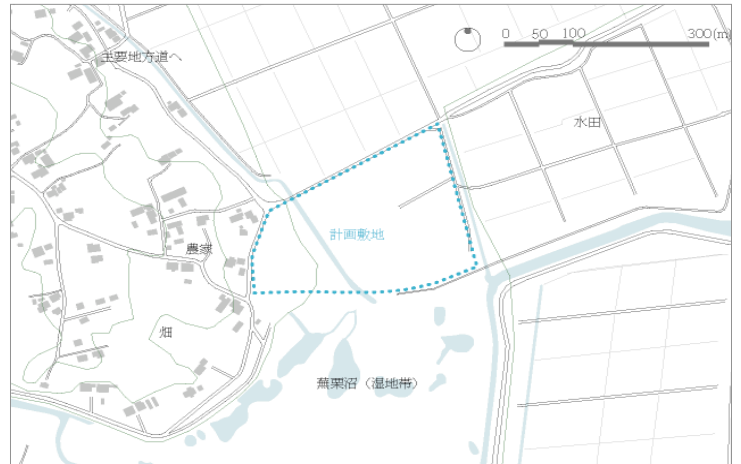 主要地方道へ
0 50 100 300(m)
水田
計画敷地
農家
畑
蕪栗沼（湿地帯）